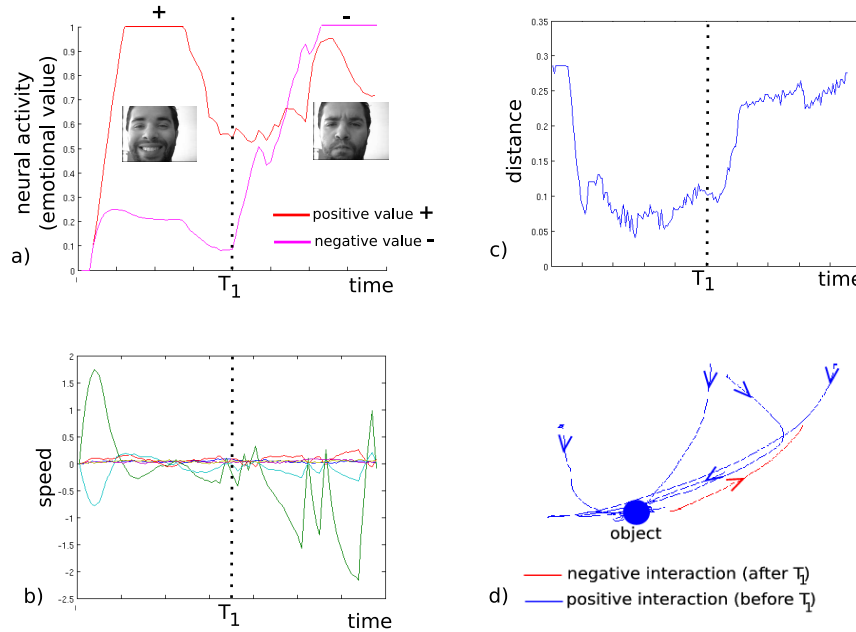 +
-
1
0.9
0.8
0.7
0.6
0.5
0.4
0.3
0.2
0.1
0
neural activity
(emotional value)
positive value +
negative value -
a)
T1
time
0.35
0.3
0.25
0.2
0.15
0.1
0.05
0
distance
c)
T1
time
2
1.5
1
0.5
0
-0.5
-1
-1.5
-2
-2.5
speed
b)
T1
time
object
negative interaction (after T1)
d)
positive interaction (before T1)